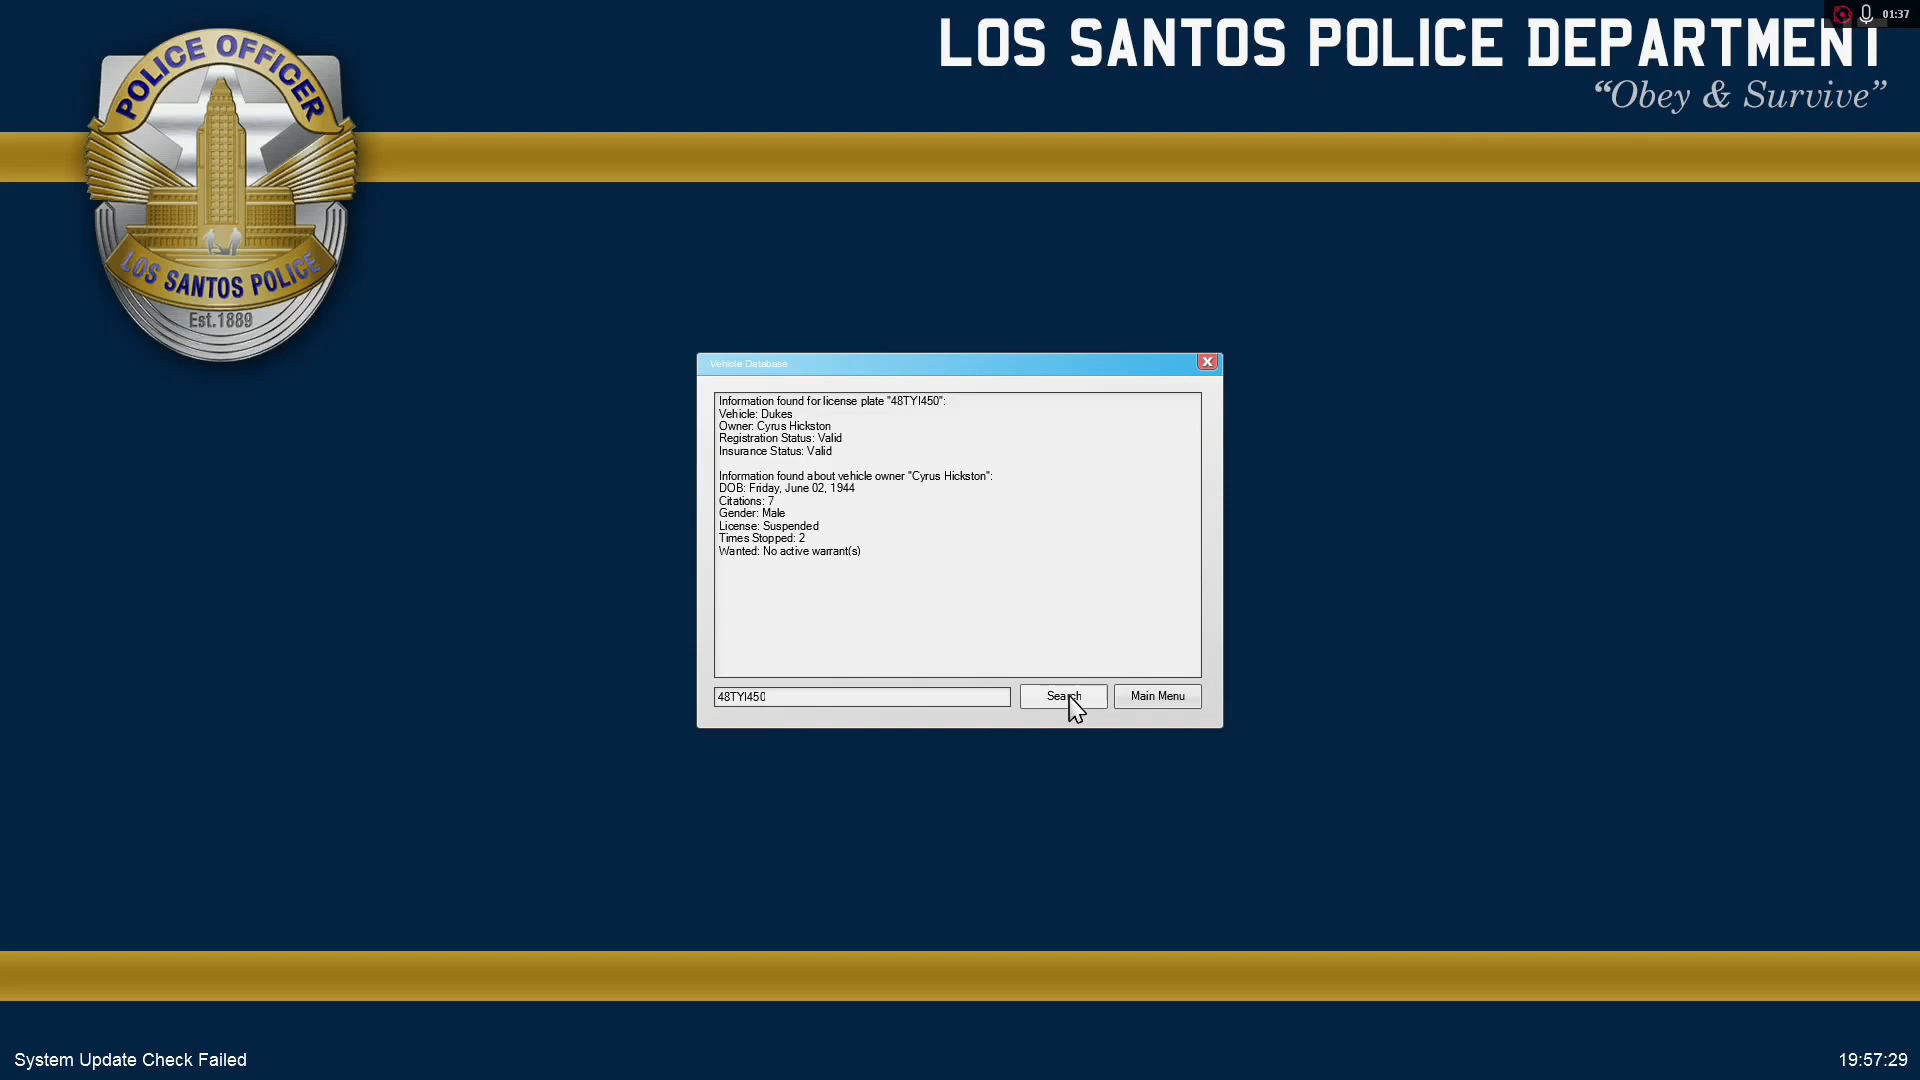 LOS SANTOS POLICE DEPARTMENT
01:37
“Obey & Survive”
POLICE OFFICER
LOS SANTOS POLICE
Est.1889
Vehicle Database
Information found for license plate "48TYI450":
Vehicle: Dukes
Owner: Cyrus Hickston
Registration Status: Valid
Insurance Status: Valid
Information found about vehicle owner "Cyrus Hickston":
DOB: Friday, June 02, 1944
Citations: 7
Gender: Male
License: Suspended
Times Stopped: 2
Wanted: No active warrant(s)
48TYI450
Search
Main Menu
System Update Check Failed
19:57:29